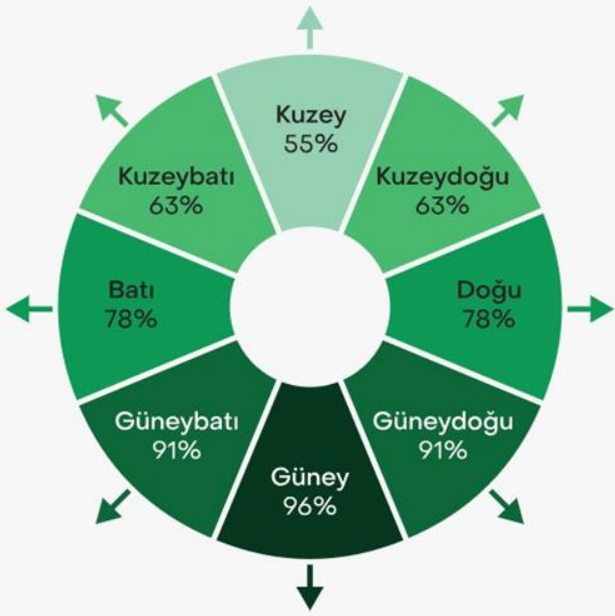 Kuzey
55%
Kuzeybatı
63%
Kuzeydoğu
63%
Batı
78%
Doğu
78%
Güneybatı
91%
Güneydoğu
91%
Güney
96%